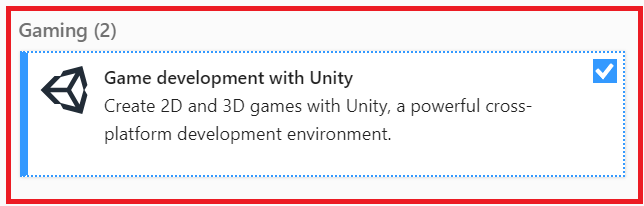 Gaming (2)
Game development with Unity
Create 2D and 3D games with Unity, a powerful cross-
platform development environment.